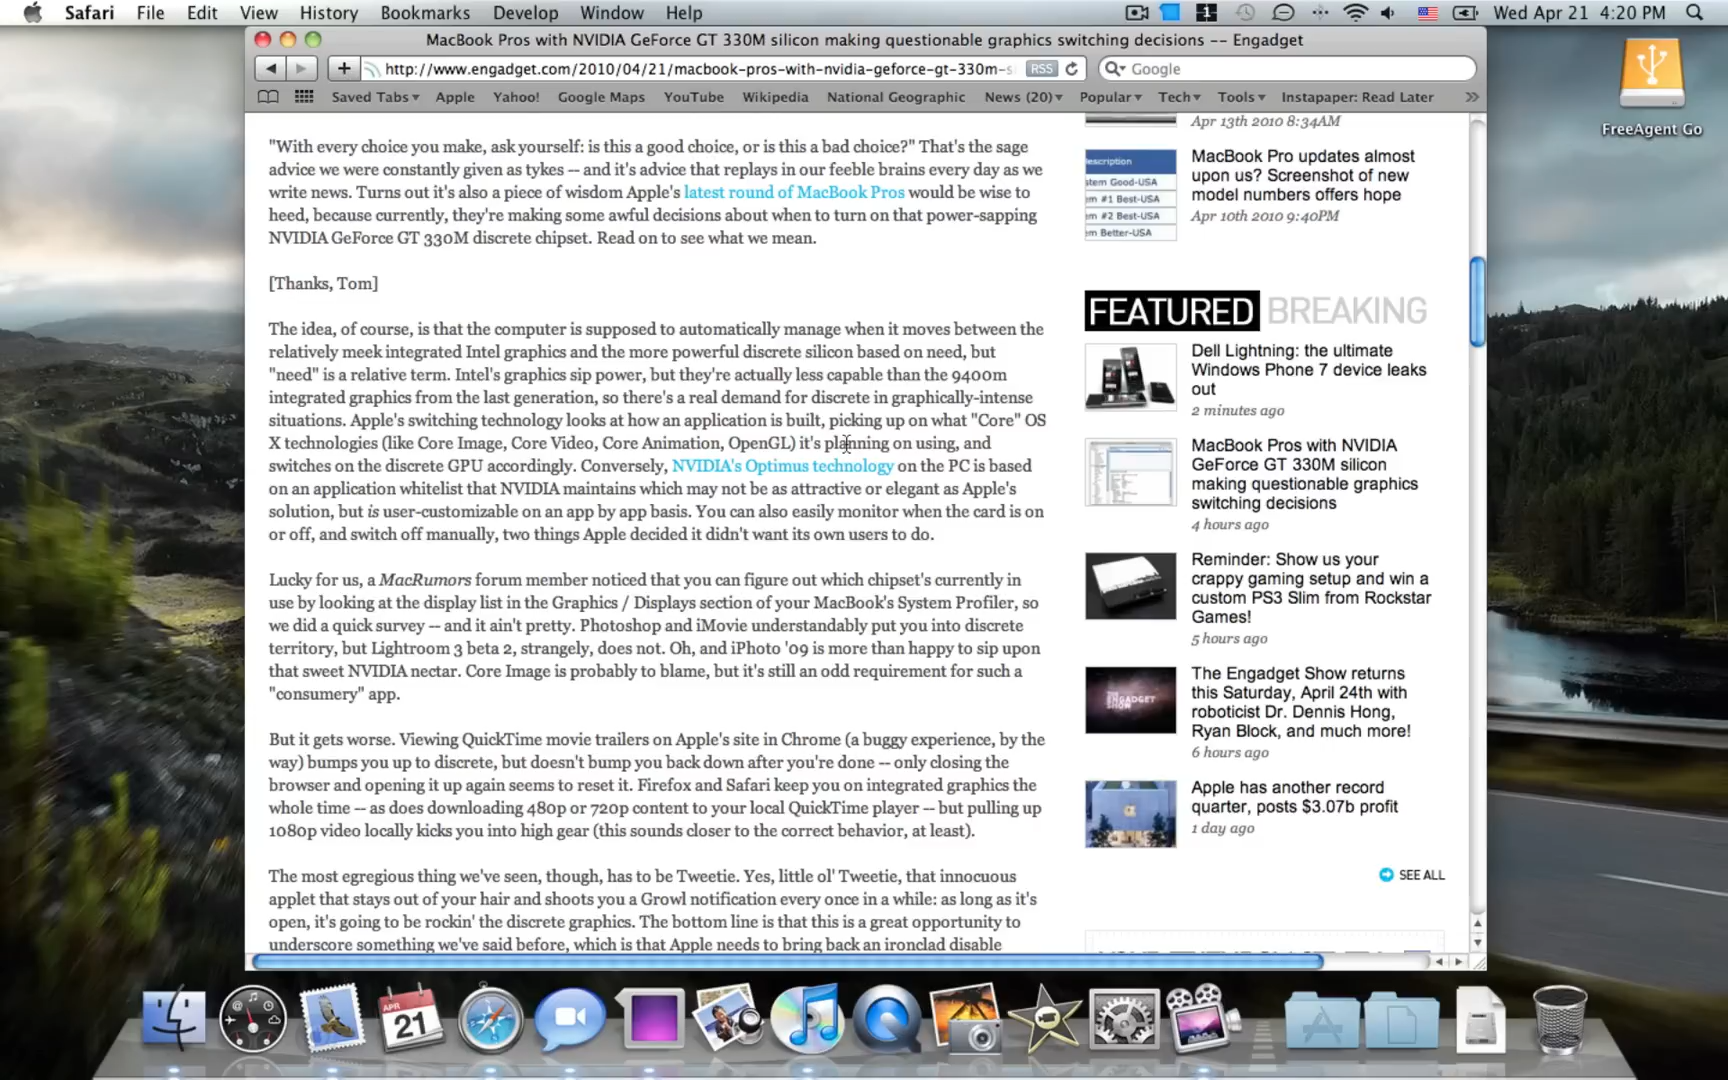 Safari File Edit View History Bookmarks Develop Window Help
1
Wed Apr 21 4:20 PM
MacBook Pros with NVIDIA GeForce GT 330M silicon making questionable graphics switching decisions -- Engadget
http://www.engadget.com/2010/04/21/macbook-pros-with-nvidia-geforce-gt-330m-s
RSS
Google
Saved Tabs Apple Yahoo! Google Maps YouTube Wikipedia National Geographic News (20) Popular Tech Tools Instapaper: Read Later
FreeAgent Go
"With every choice you make, ask yourself: is this a good choice, or is this a bad choice?" That's the sage
advice we were constantly given as tykes -- and it's advice that replays in our feeble brains every day as we
write news. Turns out it's also a piece of wisdom Apple's latest round of MacBook Pros would be wise to
heed, because currently, they're making some awful decisions about when to turn on that power-sapping
NVIDIA GeForce GT 330M discrete chipset. Read on to see what we mean.
[Thanks, Tom]
The idea, of course, is that the computer is supposed to automatically manage when it moves between the
relatively meek integrated Intel graphics and the more powerful discrete silicon based on need, but
"need" is a relative term. Intel's graphics sip power, but they're actually less capable than the 9400m
integrated graphics from the last generation, so there's a real demand for discrete in graphically-intense
situations. Apple's switching technology looks at how an application is built, picking up on what "Core" OS
X technologies (like Core Image, Core Video, Core Animation, OpenGL) it's planning on using, and
switches on the discrete GPU accordingly. Conversely, NVIDIA's Optimus technology on the PC is based
on an application whitelist that NVIDIA maintains which may not be as attractive or elegant as Apple's
solution, but is user-customizable on an app by app basis. You can also easily monitor when the card is on
or off, and switch off manually, two things Apple decided it didn't want its own users to do.
Lucky for us, a MacRumors forum member noticed that you can figure out which chipset's currently in
use by looking at the display list in the Graphics / Displays section of your MacBook's System Profiler, so
we did a quick survey -- and it ain't pretty. Photoshop and iMovie understandably put you into discrete
territory, but Lightroom 3 beta 2, strangely, does not. Oh, and iPhoto '09 is more than happy to sip upon
that sweet NVIDIA nectar. Core Image is probably to blame, but it's still an odd requirement for such a
"consumery" app.
But it gets worse. Viewing QuickTime movie trailers on Apple's site in Chrome (a buggy experience, by the
way) bumps you up to discrete, but doesn't bump you back down after you're done -- only closing the
browser and opening it up again seems to reset it. Firefox and Safari keep you on integrated graphics the
whole time -- as does downloading 480p or 720p content to your local QuickTime player -- but pulling up
1080p video locally kicks you into high gear (this sounds closer to the correct behavior, at least).
The most egregious thing we've seen, though, has to be Tweetie. Yes, little ol' Tweetie, that innocuous
applet that stays out of your hair and shoots you a Growl notification every once in a while: as long as it's
open, it's going to be rockin' the discrete graphics. The bottom line is that this is a great opportunity to
underscore something we've said before, which is that Apple needs to bring back an ironclad disable
Apr 13th 2010 8:34AM
escription
stem Good-USA
m #1 Best-USA
m #2 Best-USA
m Better-USA
MacBook Pro updates almost
upon us? Screenshot of new
model numbers offers hope
Apr 10th 2010 9:40PM
FEATURED BREAKING
Dell Lightning: the ultimate
Windows Phone 7 device leaks
out
2 minutes ago
MacBook Pros with NVIDIA
GeForce GT 330M silicon
making questionable graphics
switching decisions
4 hours ago
Reminder: Show us your
crappy gaming setup and win a
custom PS3 Slim from Rockstar
Games!
5 hours ago
THE
ENGADGET
SHOW
The Engadget Show returns
this Saturday, April 24th with
roboticist Dr. Dennis Hong,
Ryan Block, and much more!
6 hours ago
Apple has another record
quarter, posts $3.07b profit
1 day ago
SEE ALL
APR
21